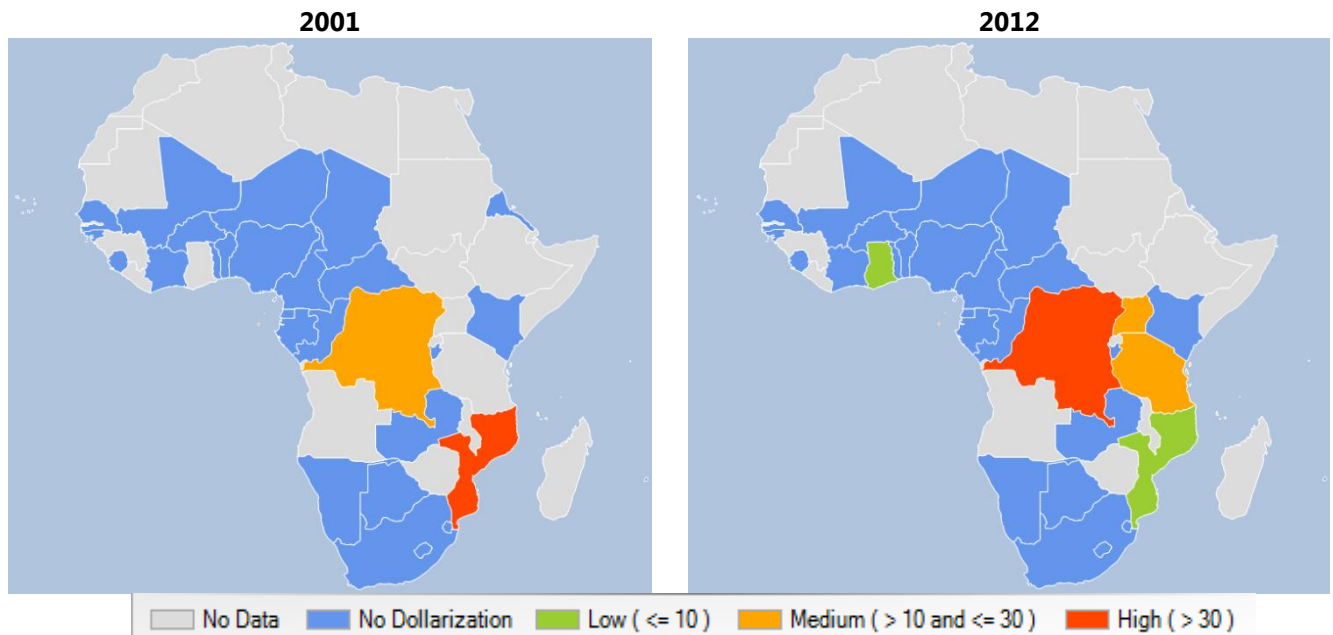 2001
2012
No Data No Dollarization Low ( <= 10 ) Medium ( > 10 and <= 30 ) High ( > 30 )